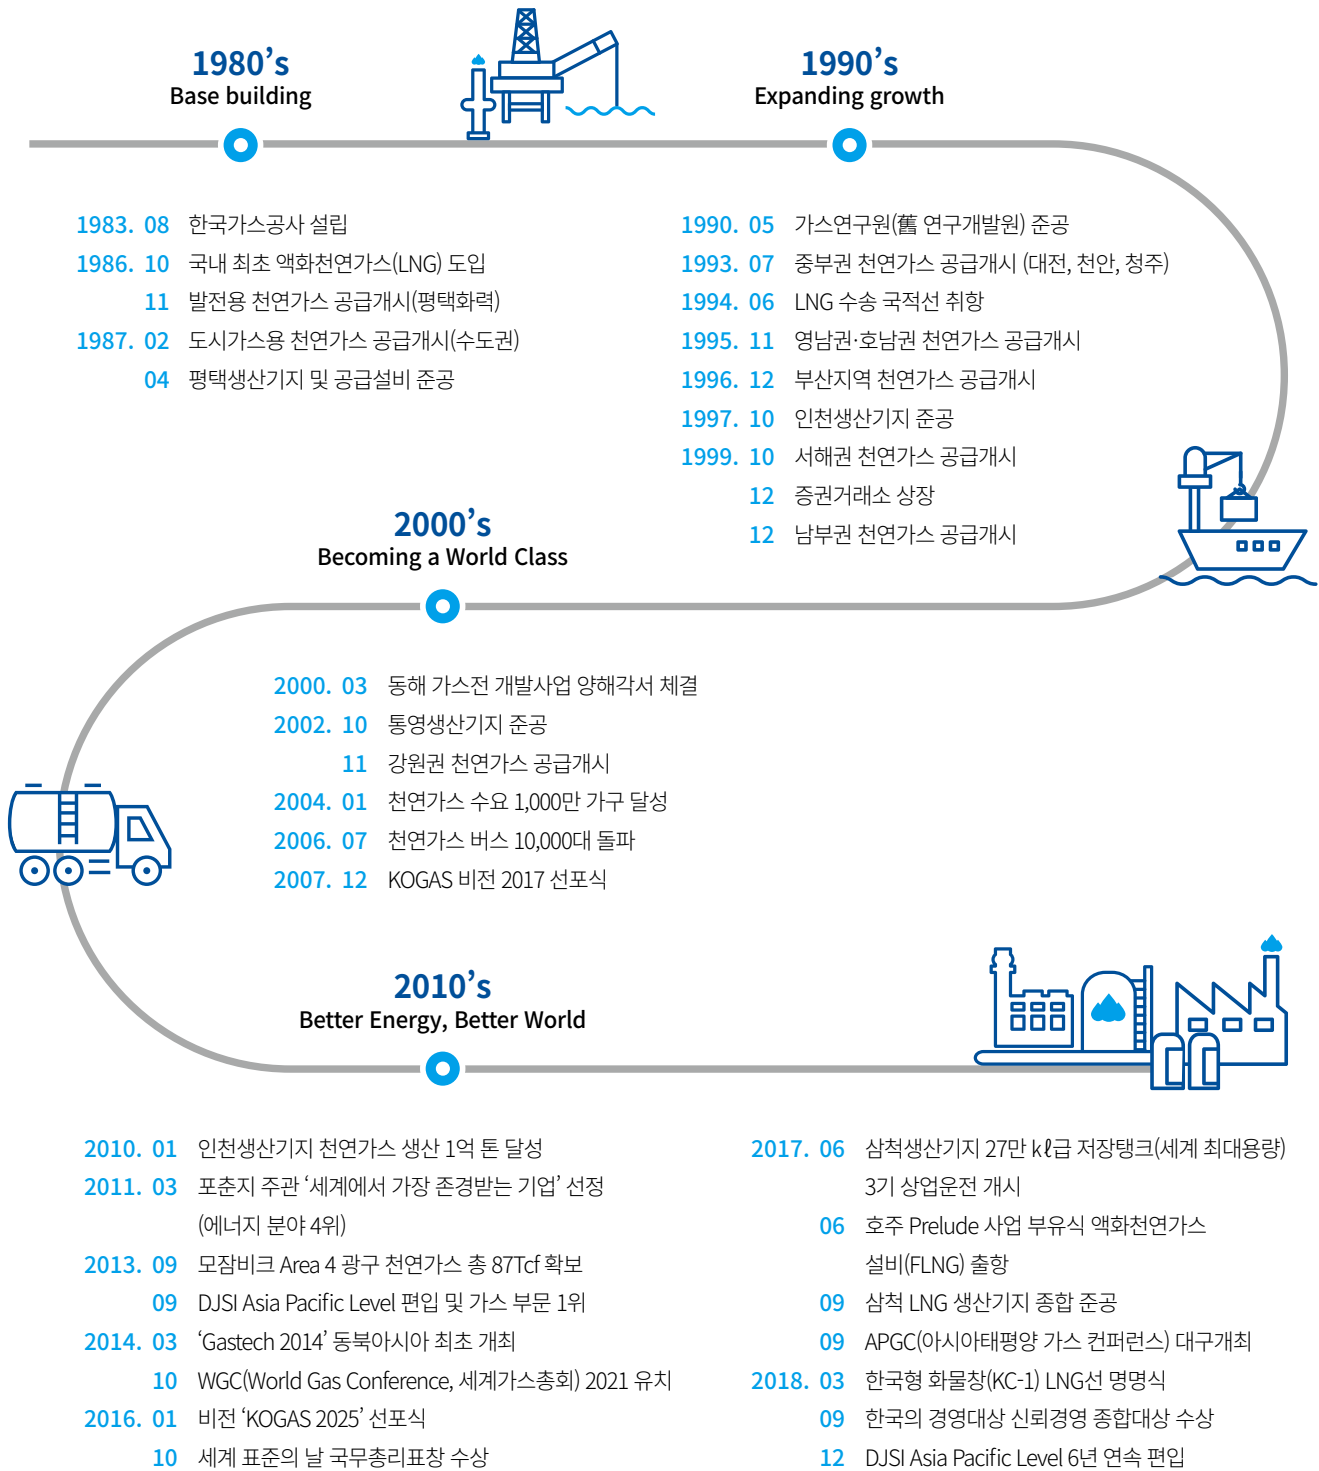 1980’s
Base building
1983. 08 한국가스공사 설립
1986. 10 국내 최초 액화천연가스(LNG) 도입
11 발전용 천연가스 공급개시(평택화력)
1987. 02 도시가스용 천연가스 공급개시(수도권)
04 평택생산기지 및 공급설비 준공
1990’s
Expanding growth
1990. 05 가스연구원(舊 연구개발원) 준공
1993. 07 중부권 천연가스 공급개시 (대전, 천안, 청주)
1994. 06 LNG 수송 국적선 취항
1995. 11 영남권·호남권 천연가스 공급개시
1996. 12 부산지역 천연가스 공급개시
1997. 10 인천생산기지 준공
1999. 10 서해권 천연가스 공급개시
12 증권거래소 상장
12 남부권 천연가스 공급개시
2000’s
Becoming a World Class
2000. 03 동해 가스전 개발사업 양해각서 체결
2002. 10 통영생산기지 준공
11 강원권 천연가스 공급개시
2004. 01 천연가스 수요 1,000만 가구 달성
2006. 07 천연가스 버스 10,000대 돌파
2007. 12 KOGAS 비전 2017 선포식
2010’s
Better Energy, Better World
2010. 01 인천생산기지 천연가스 생산 1억 톤 달성
2011. 03 포춘지 주관 ‘세계에서 가장 존경받는 기업’ 선정
(에너지 분야 4위)
2013. 09 모잠비크 Area 4 광구 천연가스 총 87Tcf 확보
09 DJSI Asia Pacific Level 편입 및 가스 부문 1위
2014. 03 ‘Gastech 2014’ 동북아시아 최초 개최
10 WGC(World Gas Conference, 세계가스총회) 2021 유치
2016. 01 비전 ‘KOGAS 2025’ 선포식
10 세계 표준의 날 국무총리표창 수상
2017. 06 삼척생산기지 27만 kℓ급 저장탱크(세계 최대용량)
3기 상업운전 개시
06 호주 Prelude 사업 부유식 액화천연가스
설비(FLNG) 출항
09 삼척 LNG 생산기지 종합 준공
09 APGC(아시아태평양 가스 컨퍼런스) 대구개최
2018. 03 한국형 화물창(KC-1) LNG선 명명식
09 한국의 경영대상 신뢰경영 종합대상 수상
12 DJSI Asia Pacific Level 6년 연속 편입